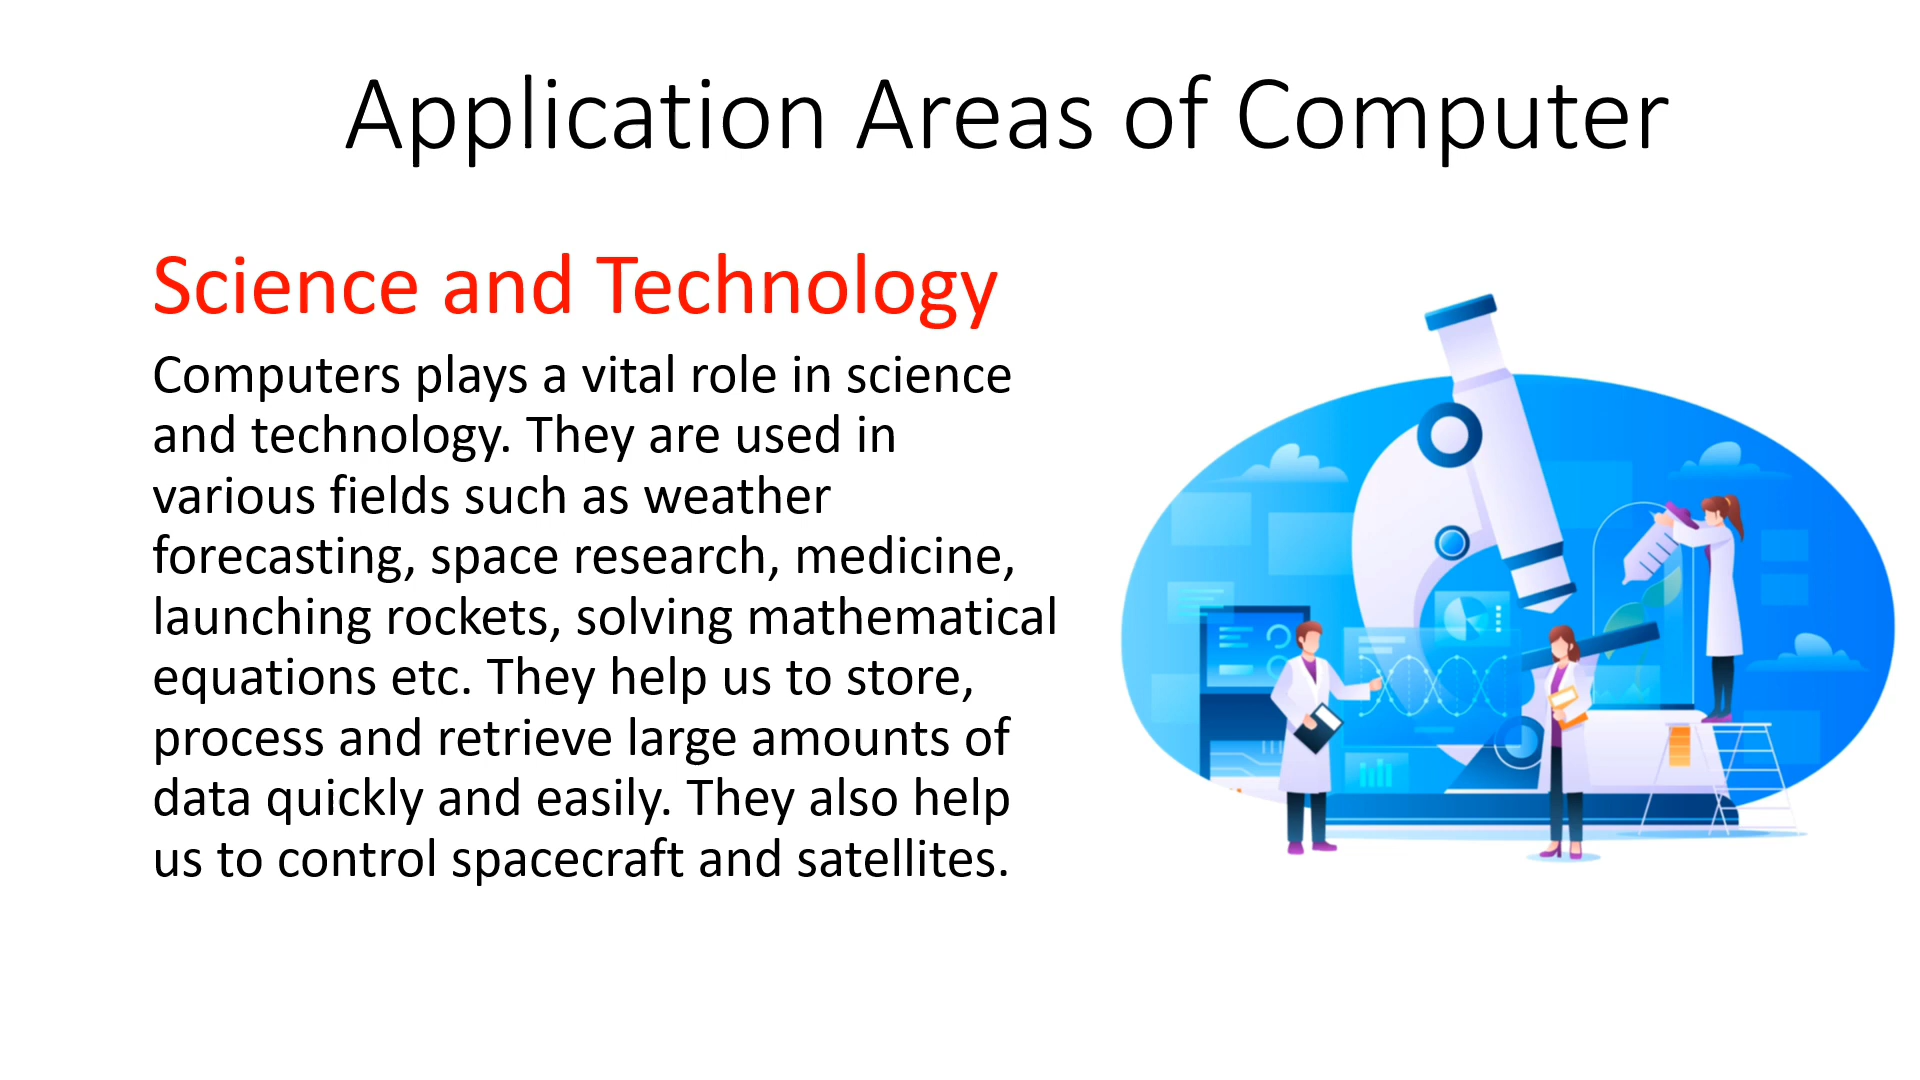 Application Areas of Computer
Science and Technology
Computers plays a vital role in science
and technology. They are used in
various fields such as weather
forecasting, space research, medicine,
launching rockets, solving mathematical
equations etc. They help us to store,
process and retrieve large amounts of
data quickly and easily. They also help
us to control spacecraft and satellites.